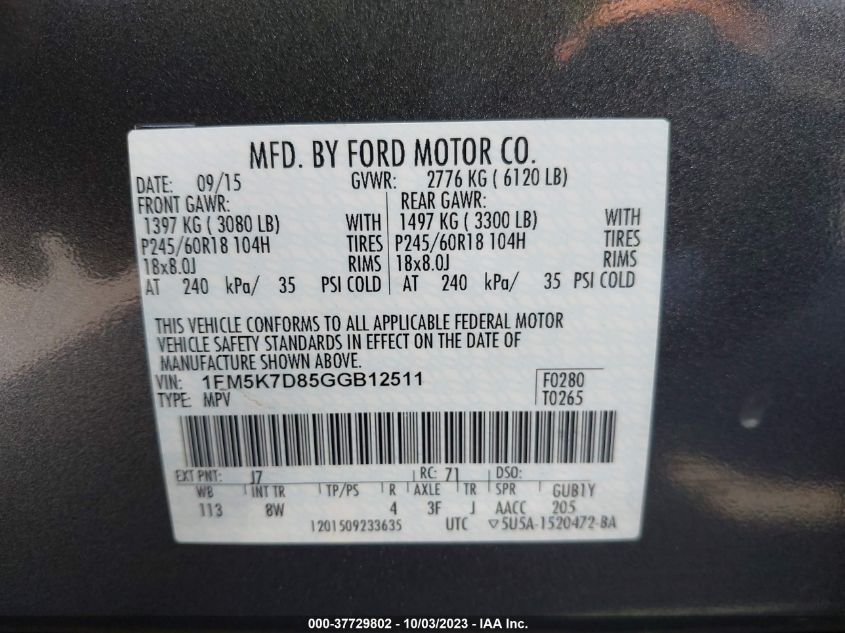 MFD. BY FORD MOTOR CO.
DATE: 09/15 GVWR: 2776 KG ( 6120 LB)
FRONT GAWR: REAR GAWR:
1397 KG ( 3080 LB) WITH 1497 KG ( 3300 LB) WITH
P245/60R18 104H TIRES P245/60R18 104H TIRES
18x8.0J RIMS 18x8.0J RIMS
AT 240 kPa/ 35 PSI COLD AT 240 kPa/ 35 PSI COLD
THIS VEHICLE CONFORMS TO ALL APPLICABLE FEDERAL MOTOR
VEHICLE SAFETY STANDARDS IN EFFECT ON THE DATE OF
MANUFACTURE SHOWN ABOVE.
VIN: 1FM5K7D85GGB12511 F0280
TYPE: MPV T0265
EXT PNT: J7 RC: 71 DSO:
WB INT TR TP/PS R AXLE TR SPR GUB1Y
113 8W 4 3F J AACC 205
1201509233635 UTC ▽5U5A-1520472-BA
000-37729802 - 10/03/2023 - IAA Inc.